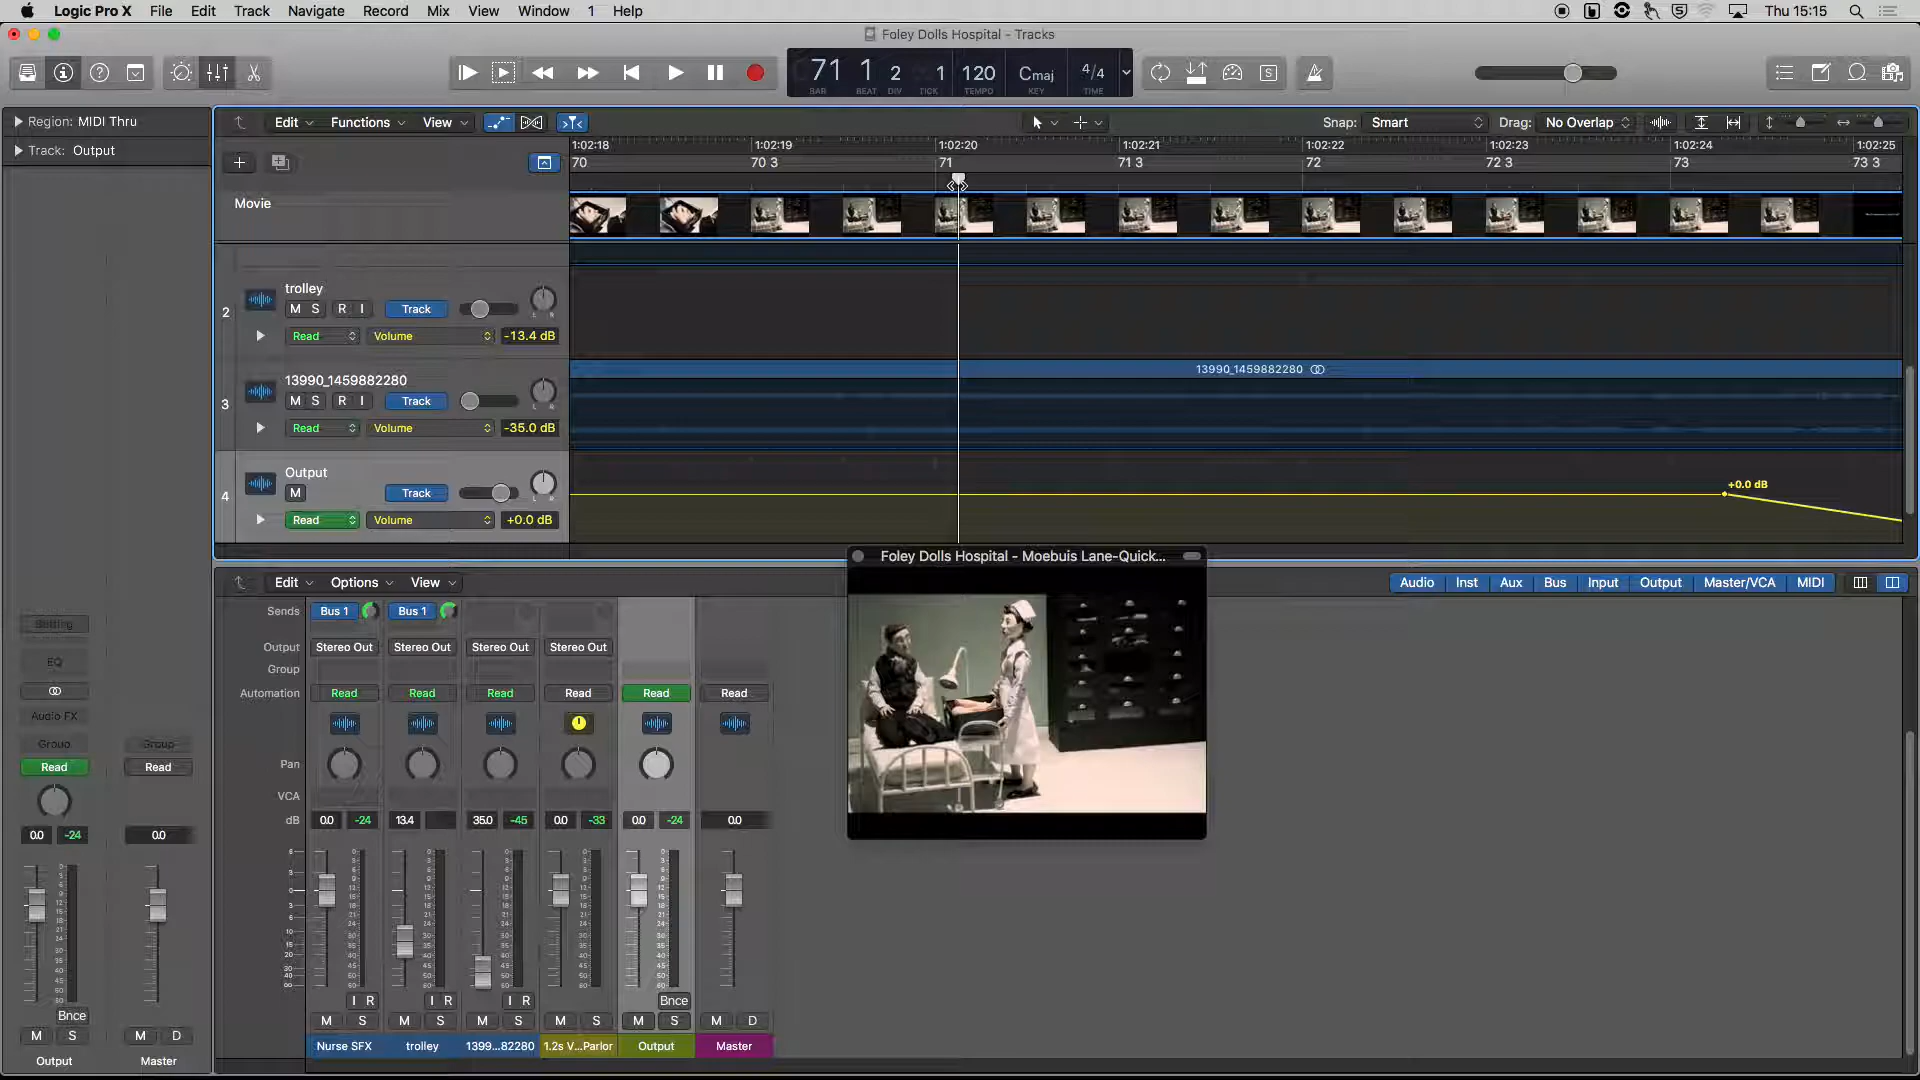 Logic Pro X File Edit Track Navigate Record Mix View Window 1 Help Thu 15:15
Foley Dolls Hospital - Tracks
71 1 2 1 120 Cmaj 4/4
BAR BEAT DIV TICK TEMPO KEY TIME
Region: MIDI Thru
Track: Output
Edit Functions View Snap: Smart Drag: No Overlap
1:02:18 1:02:19 1:02:20 1:02:21 1:02:22 1:02:23 1:02:24 1:02:25
70 70 3 71 71 3 72 72 3 73 73 3
Movie
2 trolley
M S R I Track
Read Volume -13.4 dB
13990_1459882280
3 13990_1459882280
M S R I Track
Read Volume -35.0 dB
4 Output
M Track
Read Volume +0.0 dB
+0.0 dB
Foley Dolls Hospital - Moebuis Lane-Quick...
Edit Options View Audio Inst Aux Bus Input Output Master/VCA MIDI
Sends Bus 1 Bus 1
Output Stereo Out Stereo Out Stereo Out Stereo Out
Group
Automation Read Read Read Read Read Read
Pan
VCA
dB 0.0 -24 13.4 35.0 -45 0.0 -33 0.0 -24 0.0
I R I R I R Bnce
M S M S M S M S M S M D
Nurse SFX trolley 1399...82280 1.2s V...Parlor Output Master
Setting
EQ
Audio FX
Group Group
Read Read
0.0 -24 0.0
Bnce
M S M D
Output Master